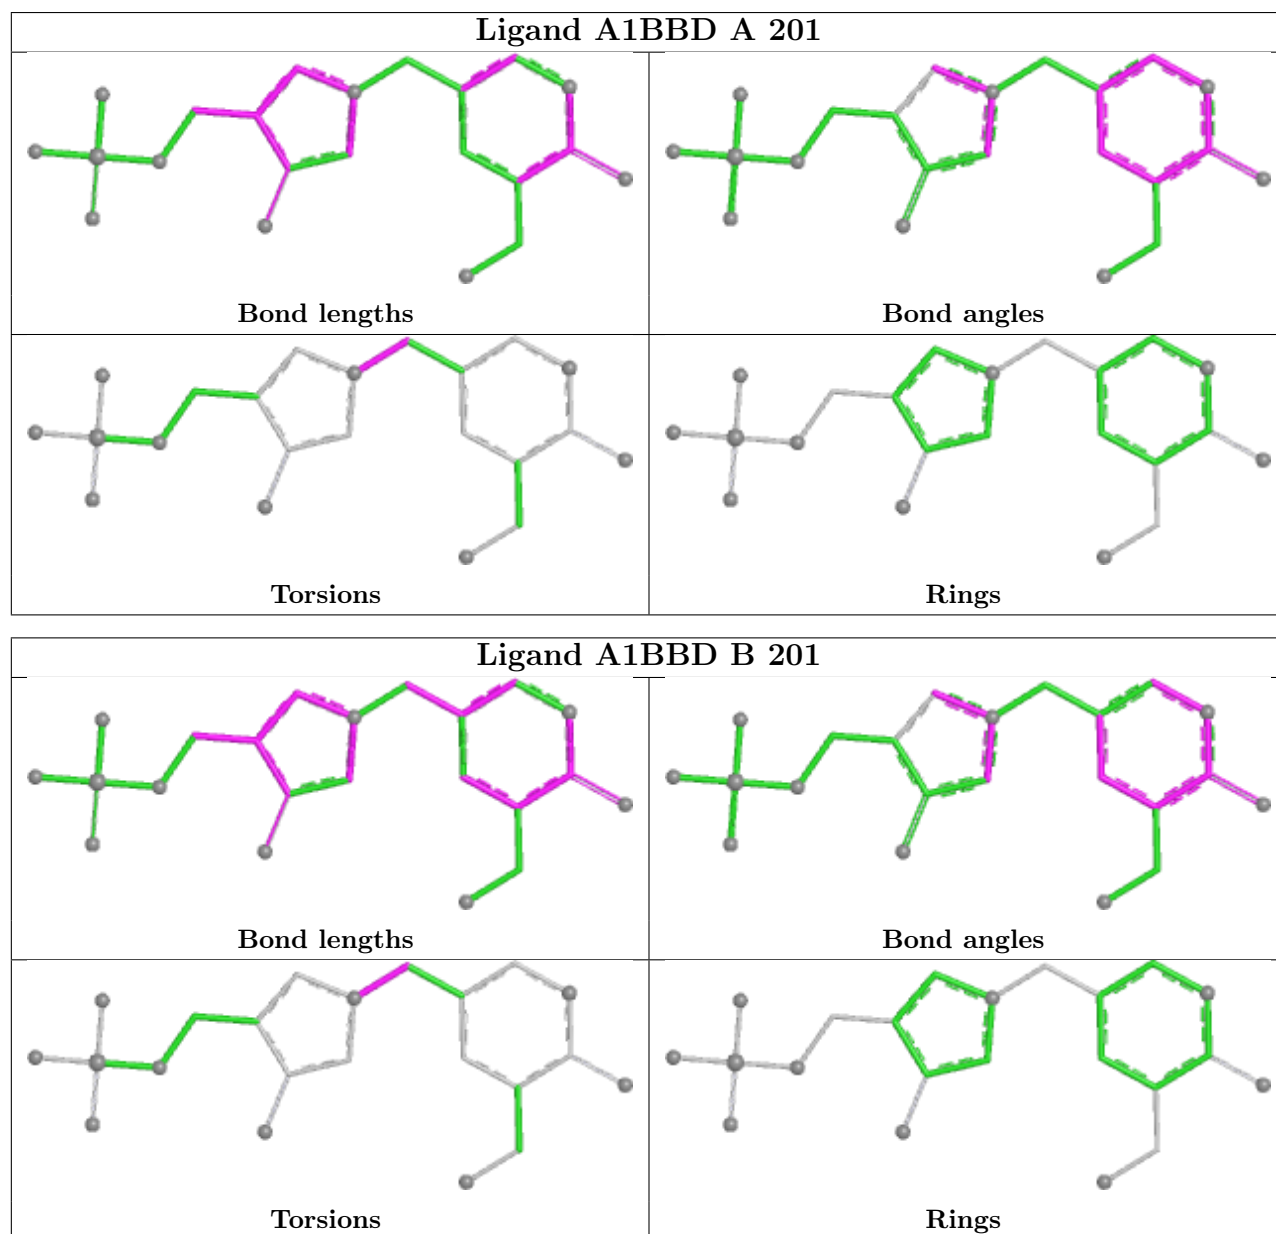 Ligand A1BBD A 201
Bond lengths
Bond angles
Torsions
Rings
Ligand A1BBD B 201
Bond lengths
Bond angles
Torsions
Rings